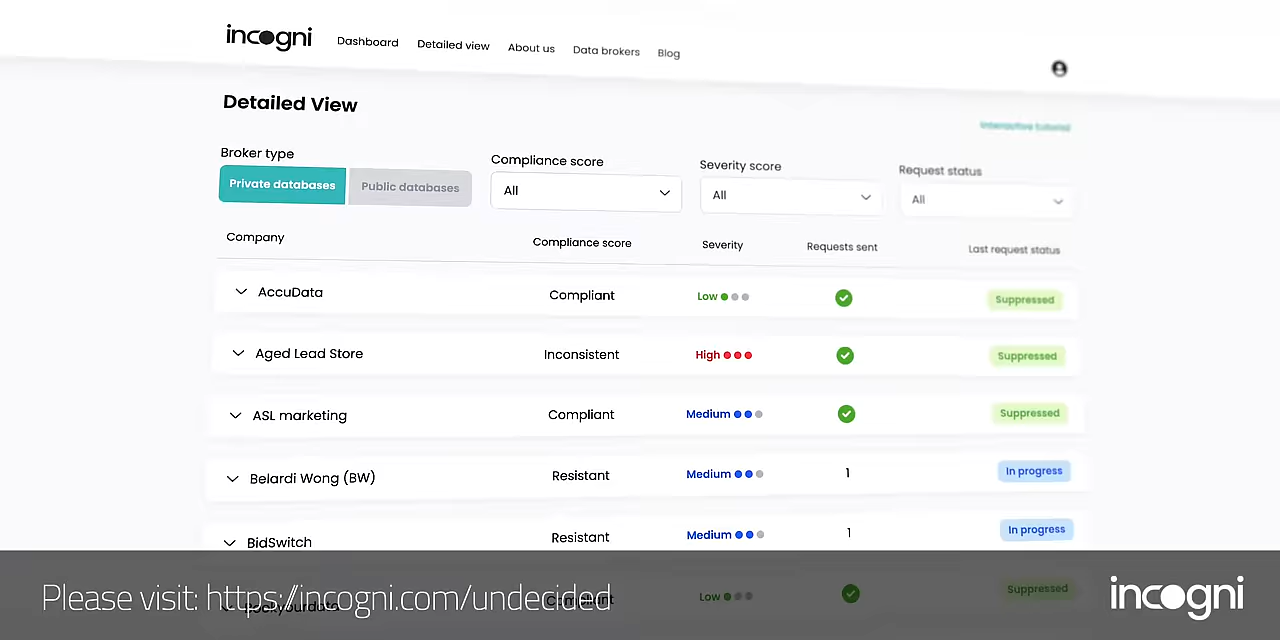 incogni Dashboard Detailed view About us Data brokers Blog
Detailed View
Interactive tutorial
Broker type Compliance score Severity score Request status
Private databases Public databases All All All
Company Compliance score Severity Requests sent Last request status
AccuData Compliant Low Suppressed
Aged Lead Store Inconsistent High Suppressed
ASL marketing Compliant Medium Suppressed
Belardi Wong (BW) Resistant Medium 1 In progress
BidSwitch Resistant Medium 1 In progress
Compliant Low Suppressed
Please visit: https://incogni.com/undecided incogni